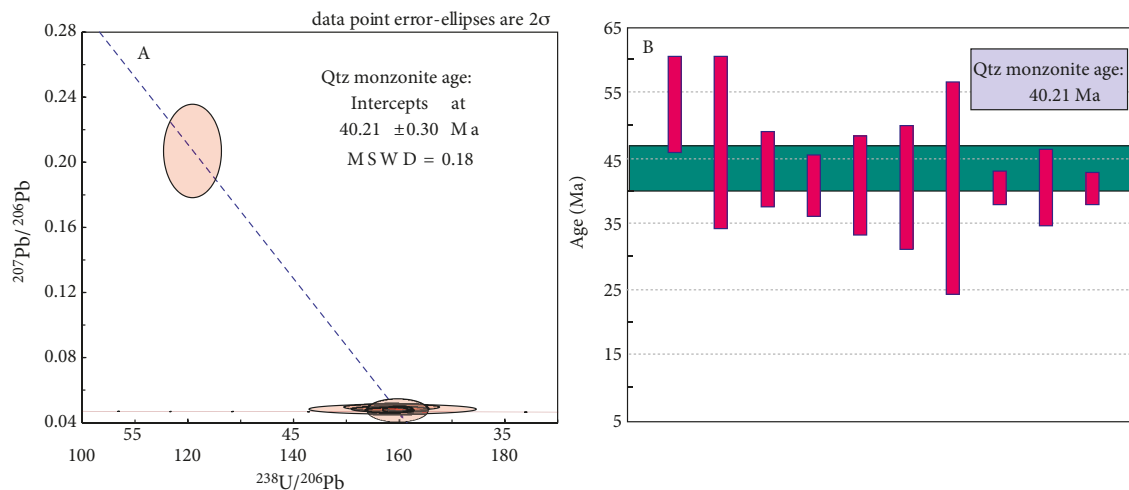 data point error-ellipses are 2σ
A
Qtz monzonite age:
Intercepts at
40.21 ±0.30 Ma
MSWD = 0.18
0.28
0.24
0.20
0.16
0.12
0.08
0.04
207Pb/206Pb
55 45 35
100 120 140 160 180
238U/206Pb
B
Qtz monzonite age:
40.21 Ma
65
55
45
35
25
15
5
Age (Ma)